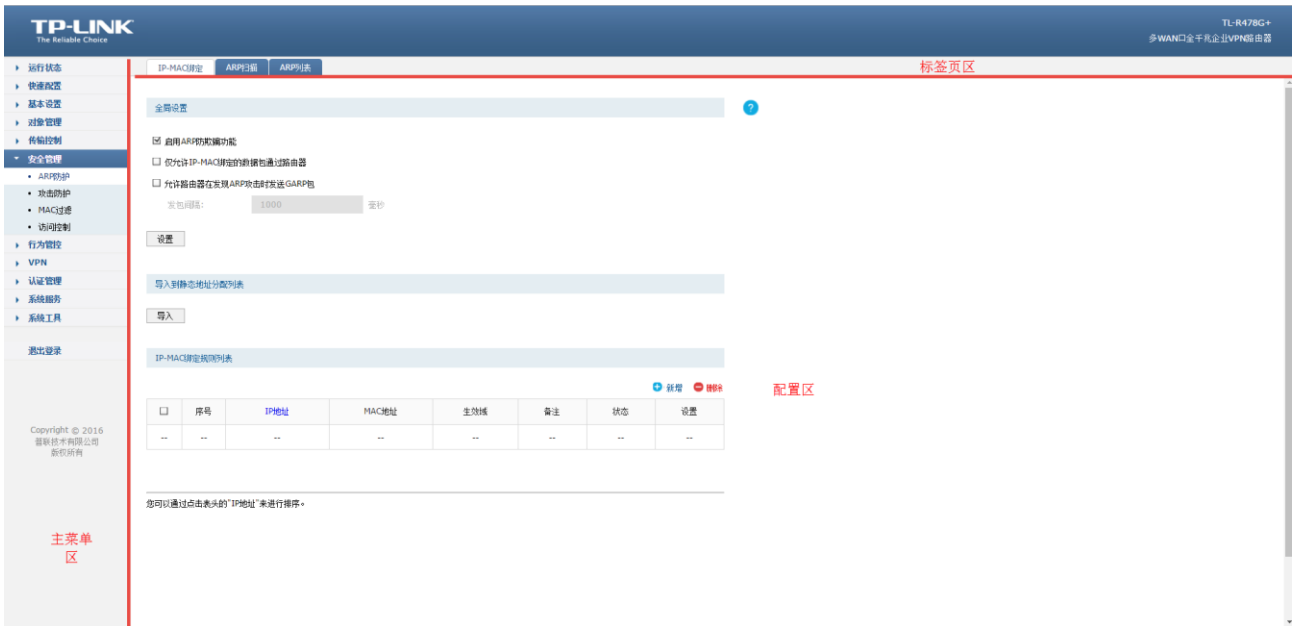 TP-LINK
The Reliable Choice
TL-R478G+
多WAN口全千兆企业VPN路由器
运行状态
快速配置
基本设置
对象管理
传输控制
安全管理
ARP防护
攻击防护
MAC过滤
访问控制
行为管控
VPN
认证管理
系统服务
系统工具
退出登录
Copyright © 2016
普联技术有限公司
版权所有
主菜单
区
IP-MAC绑定 ARP扫描 ARP列表
标签页区
全局设置
?
启用ARP防欺骗功能
仅允许IP-MAC绑定的数据包通过路由器
允许路由器在发现ARP攻击时发送GARP包
发包间隔: 1000 毫秒
设置
导入到静态地址分配列表
导入
IP-MAC绑定规则列表
新增 删除
配置区
序号 IP地址 MAC地址 生效域 备注 状态 设置
-- -- -- -- -- -- -- --
您可以通过点击表头的"IP地址"来进行排序。